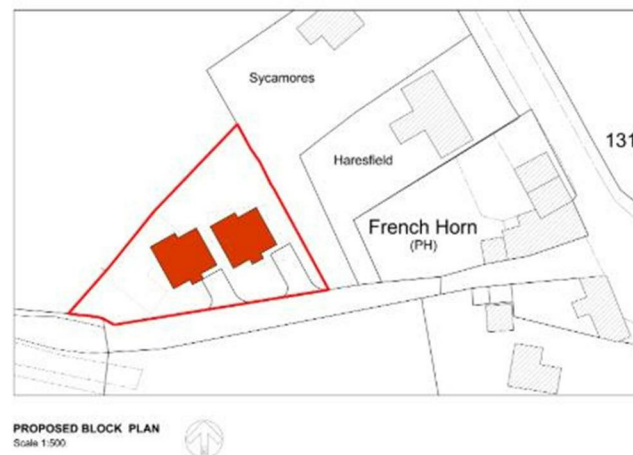 Sycamores
131
Haresfield
French Horn
(PH)
PROPOSED BLOCK PLAN
Scale 1:500